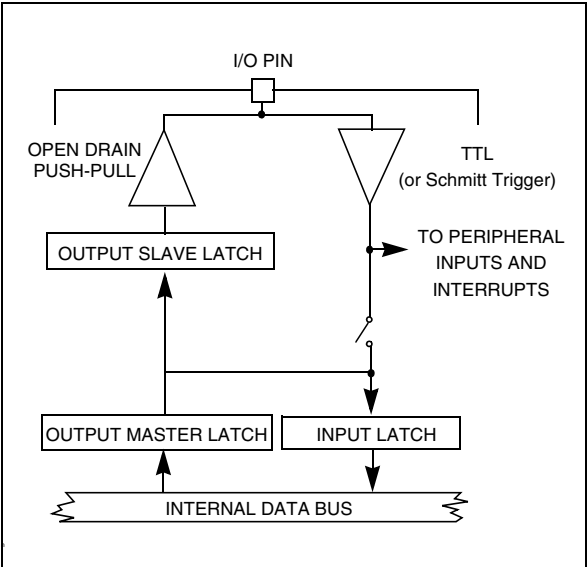 I/O PIN
OPEN DRAIN
PUSH-PULL
TTL
(or Schmitt Trigger)
OUTPUT SLAVE LATCH
TO PERIPHERAL
INPUTS AND
INTERRUPTS
OUTPUT MASTER LATCH
INPUT LATCH
INTERNAL DATA BUS